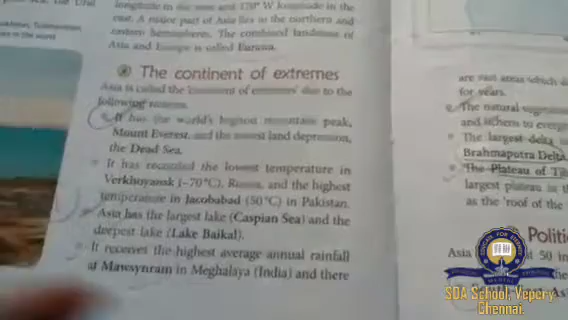 longitude in the west and 170° W longitude in the
east. A major part of Asia lies in the northern and
eastern hemispheres. The combined landmass of
Asia and Europe is called Eurasia.
The continent of extremes
Asia is called the 'continent of extremes' due to the
following reasons.
It has the world's highest mountain peak,
Mount Everest, and the lowest land depression,
the Dead Sea.
It has recorded the lowest temperature in
Verkhoyansk (–70°C), Russia, and the highest
temperature in Jacobabad (50°C) in Pakistan.
Asia has the largest lake (Caspian Sea) and the
deepest lake (Lake Baikal).
It receives the highest average annual rainfall
at Mawsynram in Meghalaya (India) and there
are vast areas which
for years.
The natural
and lichens to
The largest delta
Brahmaputra Delta.
The Plateau of
largest plateau in
as the 'roof of the
Politi
Asia
50 in
SDA School, Vepery
Chennai.